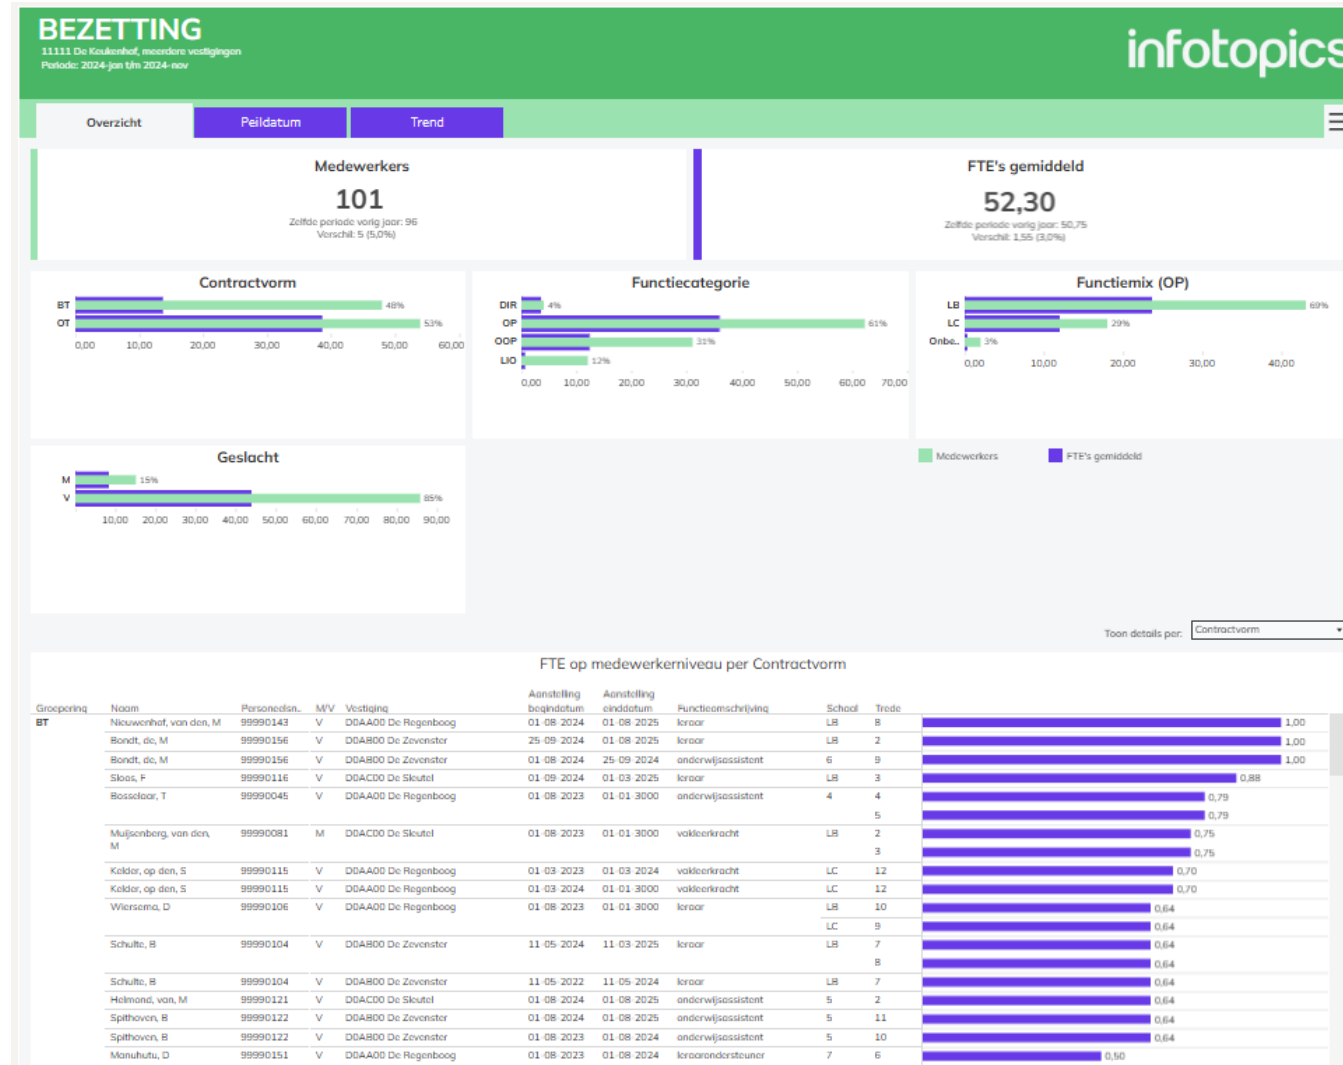 BEZETTING
11111 De Keukenhof, meerdere vestigingen
Periode: 2024-jan t/m 2024-nov
infotopics
Overzicht Peildatum Trend
Medewerkers
101
Zelfde periode vorig jaar: 96
Verschil: 5 (5,0%)
FTE's gemiddeld
52,30
Zelfde periode vorig jaar: 50,75
Verschil: 1,55 (3,0%)
Contractvorm
BT 48%
OT 53%
0,00 10,00 20,00 30,00 40,00 50,00 60,00
Functiecategorie
DIR 4%
OP 61%
OOP 31%
LIO 12%
0,00 10,00 20,00 30,00 40,00 50,00 60,00 70,00
Functiemix (OP)
LB 69%
LC 29%
Onbe.. 3%
0,00 10,00 20,00 30,00 40,00
Geslacht
M 15%
V 85%
10,00 20,00 30,00 40,00 50,00 60,00 70,00 80,00 90,00
Medewerkers FTE's gemiddeld
Toon details per: Contractvorm
FTE op medewerkerniveau per Contractvorm
Groepering Naam Personeelsn.. M/V Vestiging Aanstelling begindatum Aanstelling einddatum Functieomschrijving Schaal Trede
BT Nieuwenhof, van den, M 99990143 V D0AA00 De Regenboog 01-08-2024 01-08-2025 leraar LB 8 1,00
Bondt, de, M 99990156 V D0AB00 De Zevenster 25-09-2024 01-08-2025 leraar LB 2 1,00
Bondt, de, M 99990156 V D0AB00 De Zevenster 01-08-2024 25-09-2024 onderwijsassistent 6 9 1,00
Sloos, F 99990116 V D0AC00 De Sleutel 01-09-2024 01-03-2025 leraar LB 3 0,88
Bosselaar, T 99990045 V D0AA00 De Regenboog 01-08-2023 01-01-3000 onderwijsassistent 4 4 0,79
5 0,79
Muijsenberg, van den, 99990081 M D0AC00 De Sleutel 01-08-2023 01-01-3000 vakleerkracht LB 2 0,75
M 3 0,75
Kelder, op den, S 99990115 V D0AA00 De Regenboog 01-03-2023 01-03-2024 vakleerkracht LC 12 0,70
Kelder, op den, S 99990115 V D0AA00 De Regenboog 01-03-2024 01-01-3000 vakleerkracht LC 12 0,70
Wiersema, D 99990106 V D0AA00 De Regenboog 01-08-2023 01-01-3000 leraar LB 10 0,64
LC 9 0,64
Schulte, B 99990104 V D0AB00 De Zevenster 11-05-2024 11-03-2025 leraar LB 7 0,64
8 0,64
Schulte, B 99990104 V D0AB00 De Zevenster 11-05-2022 11-05-2024 leraar LB 7 0,64
Helmond, van, M 99990121 V D0AC00 De Sleutel 01-08-2024 01-08-2025 onderwijsassistent 5 2 0,64
Spithoven, B 99990122 V D0AB00 De Zevenster 01-08-2024 01-08-2025 onderwijsassistent 5 11 0,64
Spithoven, B 99990122 V D0AB00 De Zevenster 01-08-2023 01-08-2024 onderwijsassistent 5 10 0,64
Manuhutu, D 99990151 V D0AA00 De Regenboog 01-08-2023 01-08-2024 leraarondersteuner 7 6 0,50